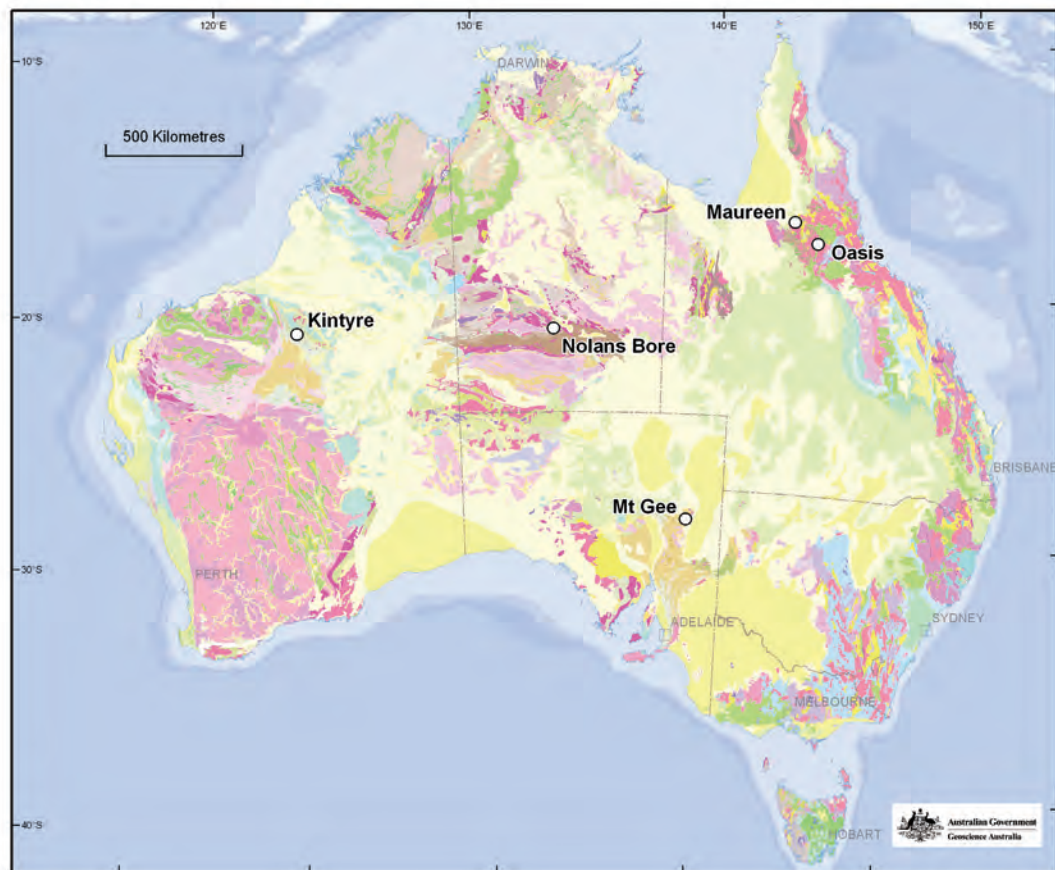 120°E
130°E
140°E
150°E
10°S
DARWIN
500 Kilometres
Maureen
Oasis
20°S
Kintyre
Nolans Bore
BRISBANE
Mt Gee
30°S
PERTH
ADELAIDE
SYDNEY
MELBOURNE
40°S
HOBART
Australian Government
Geoscience Australia